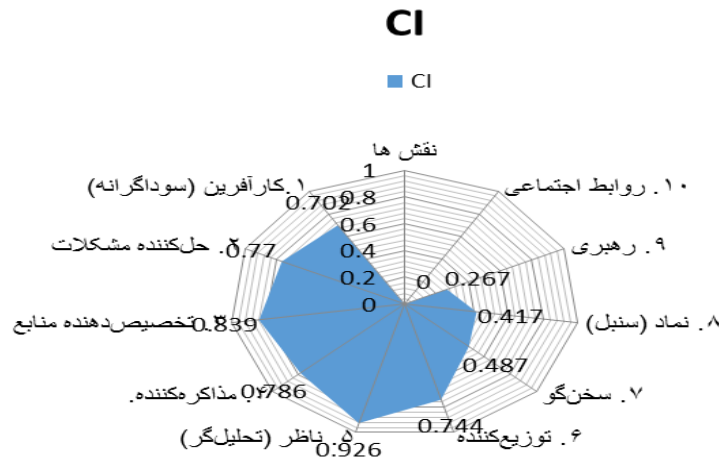 CI
CI
نقش ها
۱۰. روابط اجتماعی
۹. رهبری
۸. نماد (سنبل)
۷. سخن‌گو
۶. توزیع‌کننده
۵. ناظر (تحلیل‌گر)
۴. مذاکره‌کننده.
۳. تخصیص‌دهنده منابع
۲. حل‌کننده مشکلات
۱.کارآفرین (سوداگرانه)
1
0.8
0.6
0.4
0.2
0
0
0.267
0.417
0.487
0.744
0.926
0.786
0.839
0.77
0.702